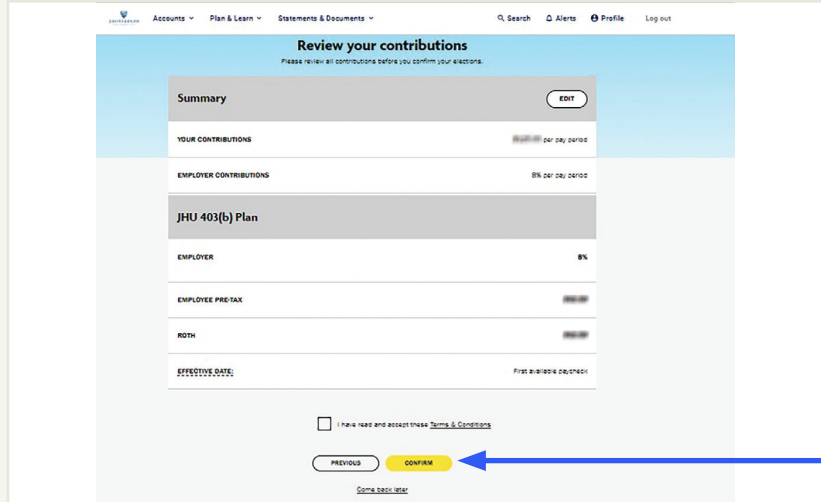 Accounts Plan & Learn Statements & Documents Search Alerts Profile Log out
Review your contributions
Please review all contributions before you confirm your elections.
Summary EDIT
YOUR CONTRIBUTIONS per pay period
EMPLOYER CONTRIBUTIONS 8% per pay period
JHU 403(b) Plan
EMPLOYER 8%
EMPLOYEE PRE-TAX
ROTH
EFFECTIVE DATE: First available paycheck
I have read and accept these Terms & Conditions
PREVIOUS CONFIRM
Come back later